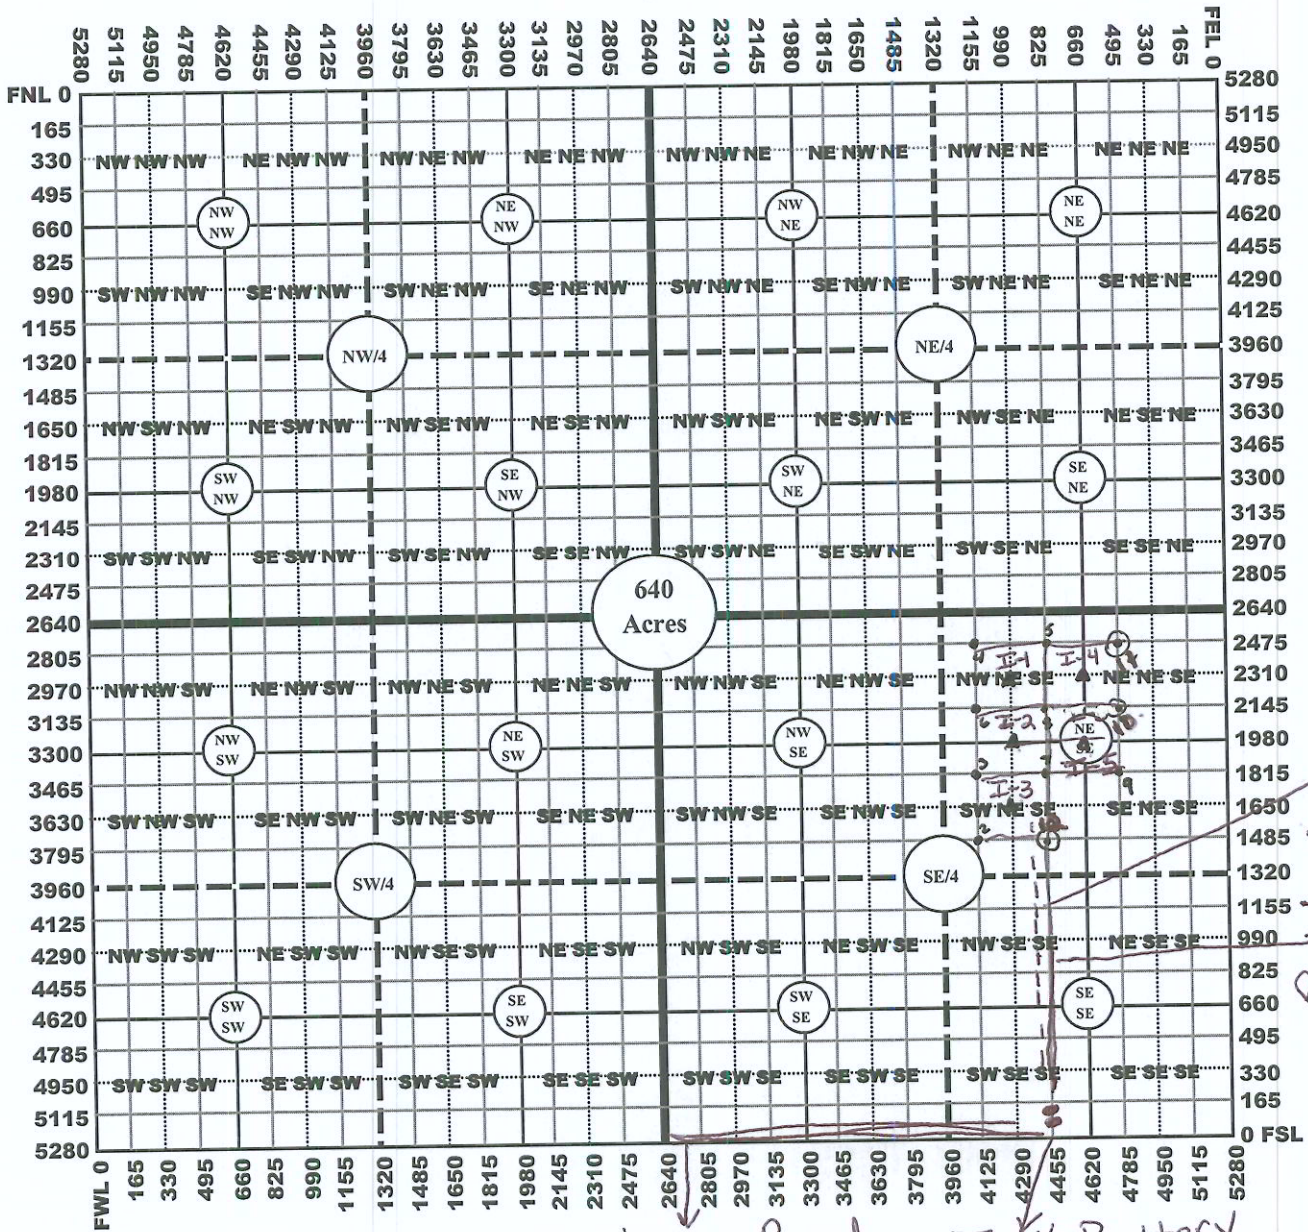 5280 5115 4950 4785 4620 4455 4290 4125 3960 3795 3630 3465 3300 3135 2970 2805 2640 2475 2310 2145 1980 1815 1650 1485 1320 1155 990 825 660 495 330 165 FEL 0
FNL 0 5280
165 5115
330 NW NW NW NE NW NW NW NE NW NE NE NW NW NW NE NE NW NE NW NE NE NE NE NE 4950
495 4785
NW NE NW NE
660 NW NW NE NE 4620
825 4455
990 SW NW NW SE NW NW SW NE NW SE NE NW SW NW NE SE NW NE SW NE NE SE NE NE 4290
1155 4125
1320 NW/4 NE/4 3960
1485 3795
1650 NW SW NW NE SW NW NW SE NW NE SE NW NW SW NE NE SW NE NW SE NE NE SE NE 3630
1815 3465
SW SE SW SE
1980 NW NW NE NE 3300
2145 3135
2310 SW SW NW SE SW NW SW SE NW SE SE NW SW SW NE SE SW NE SW SE NE SE SE NE 2970
2475 2805
640
2640 2640
Acres
5 2475
2805 4 I-1 I-4
2970 NW NW SW NE NW SW NW NE SW NE NE SW NW NW SE NE NW SE NW NE SE NE NE SE 2310
3135 6 I-2 2145
NW NE NW NE
3300 SW SW SE SE 1980
3465 3 7 I-5 9 1815
I-3
3630 SW NW SW SE NW SW SW NE SW SE NE SW SW NW SE SE NW SE SW NE SE SE NE SE 1650
3795 2 1485
3960 SW/4 SE/4 1320
4125 1155
4290 NW SW SW NE SW SW NW SE SW NE SE SW NW SW SE NE SW SE NW SE SE NE SE SE 990
4455 825
SW SE SW SE
4620 SW SW SE SE 660
4785 495
4950 SW SW SW SE SW SW SW SE SW SE SE SW SW SW SE SE SW SE SW SE SE SE SE SE 330
5115 165
5280 0 FSL
FWL 0 165 330 495 660 825 990 1155 1320 1485 1650 1815 1980 2145 2310 2475 2640 2805 2970 3135 3300 3465 3630 3795 3960 4125 4290 4455 4620 4785 4950 5115 5280
Battery